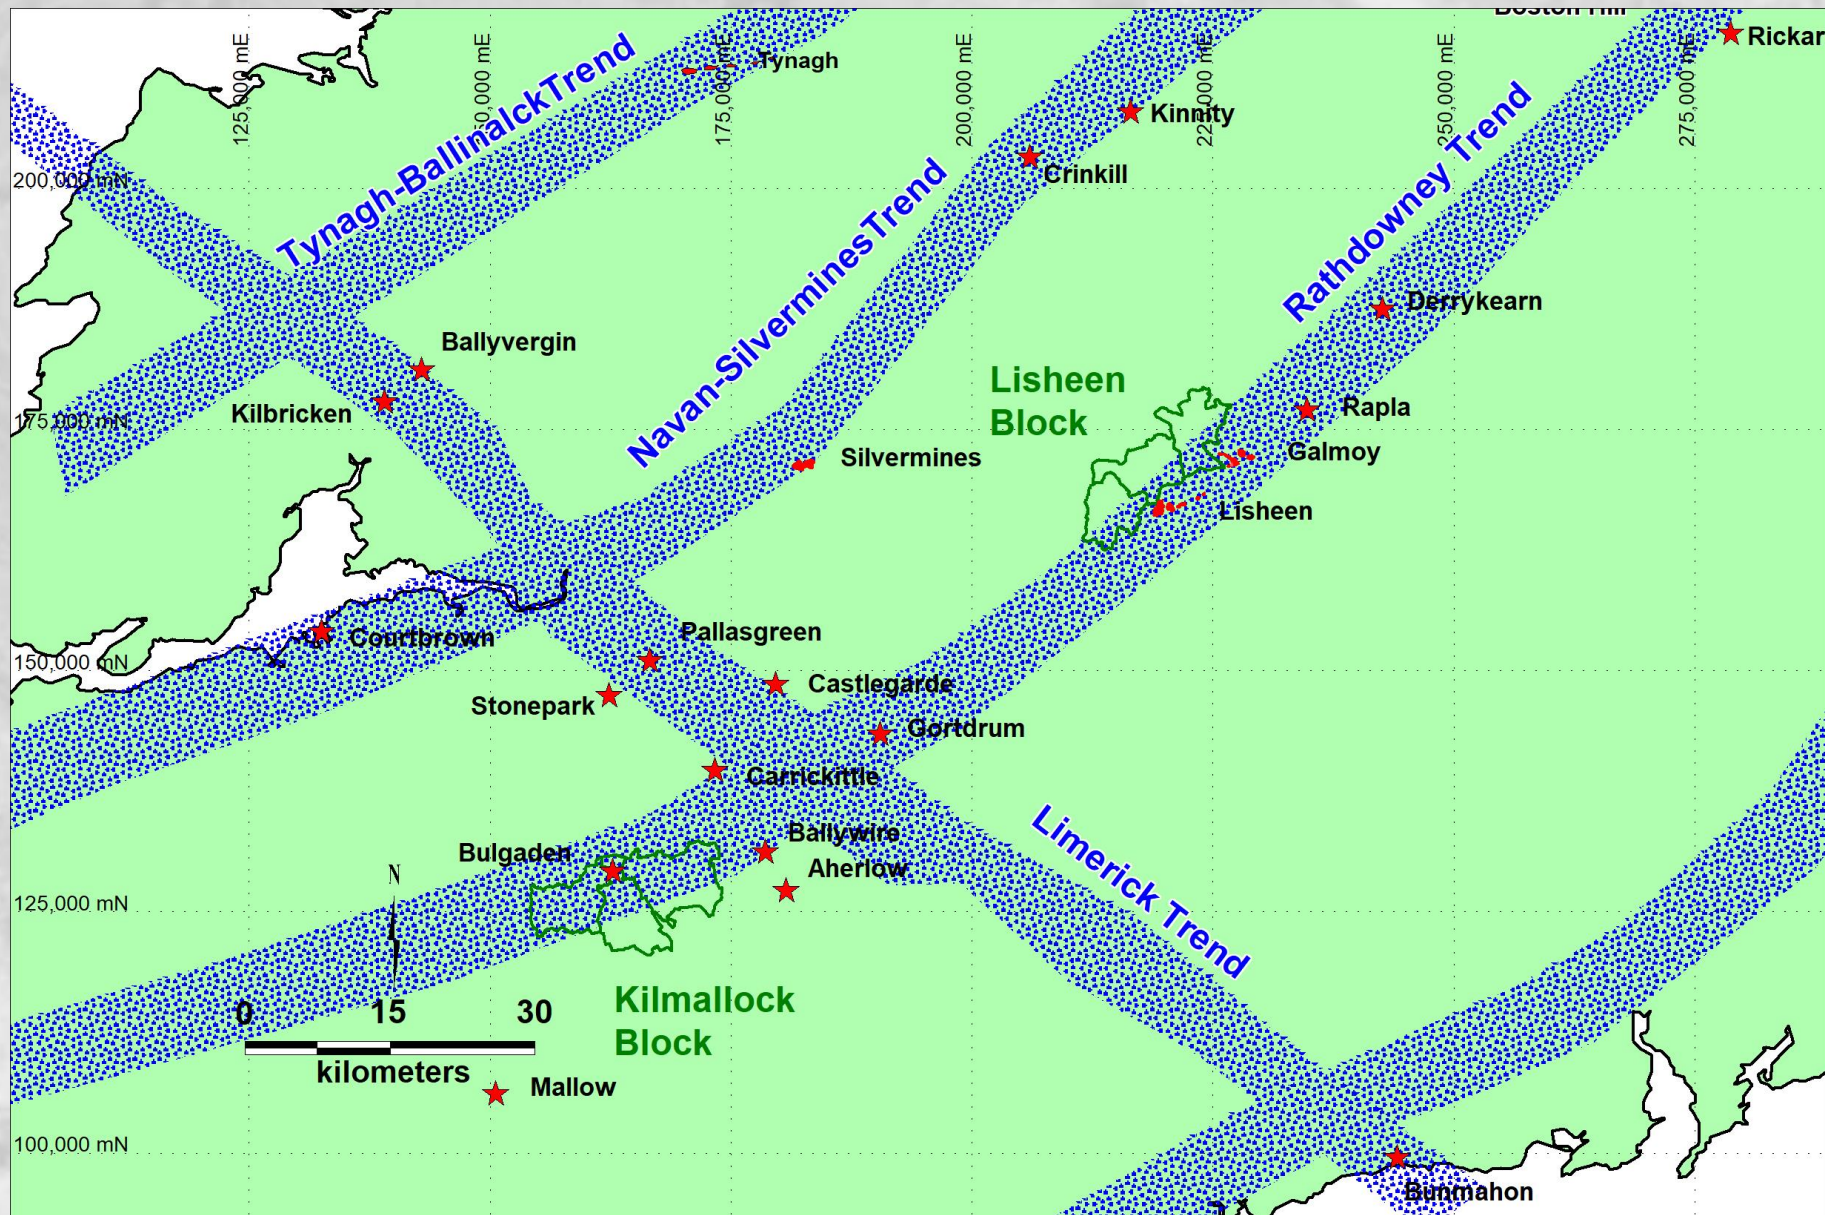 Boston Hill
Rickar
Tynagh
Kinnity
Crinkill
125,000 mE
50,000 mE
175,000 mE
200,000 mE
225,000 mE
250,000 mE
275,000 mE
200,000 mN
Tynagh-BallinalckTrend
Navan-SilverminesTrend
Rathdowney Trend
Derrykearn
Ballyvergin
Kilbricken
175,000 mN
Lisheen
Block
Rapla
Galmoy
Silvermines
Lisheen
Courtbrown
Pallasgreen
150,000 mN
Castlegarde
Stonepark
Gortdrum
Carrickittle
Ballywire
Bulgaden
Aherlow
Limerick Trend
N
125,000 mN
Kilmallock
Block
0 15 30
kilometers
Mallow
100,000 mN
Bunmahon